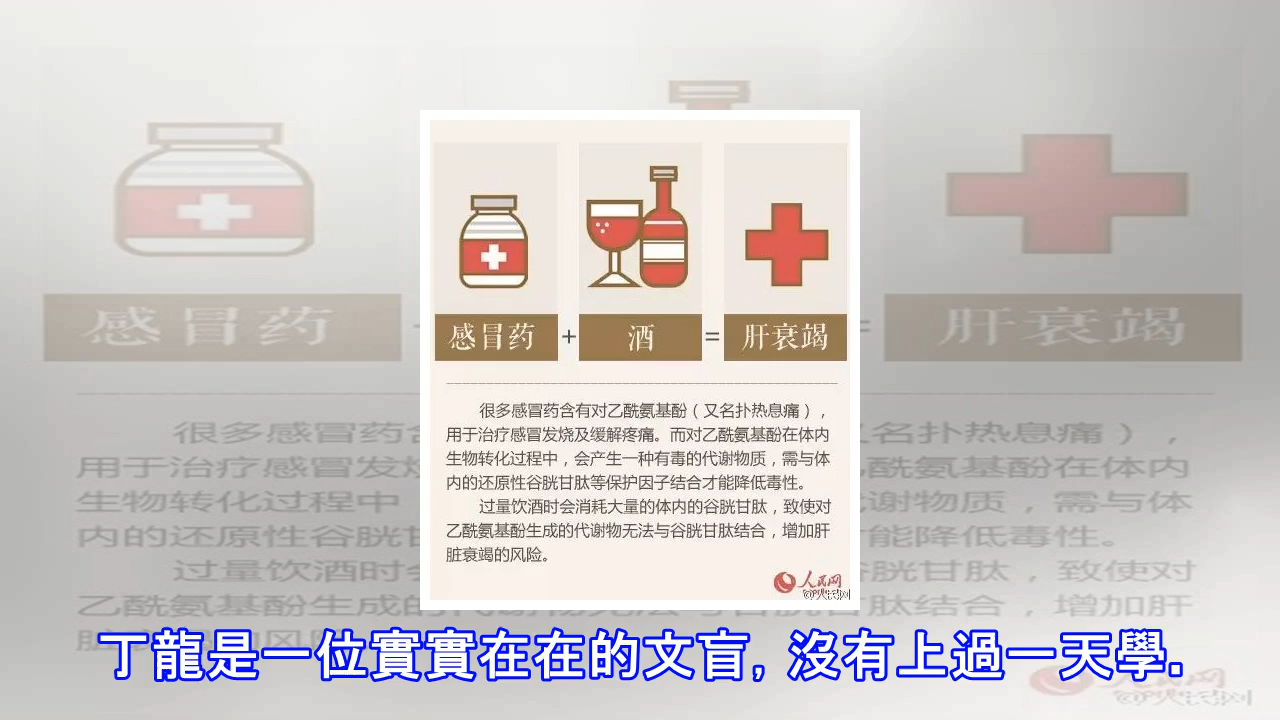 感冒药 + 酒 = 肝衰竭
很多感冒药含有对乙酰氨基酚（又名扑热息痛），
用于治疗感冒发烧及缓解疼痛。而对乙酰氨基酚在体内
生物转化过程中，会产生一种有毒的代谢物质，需与体
内的还原性谷胱甘肽等保护因子结合才能降低毒性。
过量饮酒时会消耗大量的体内的谷胱甘肽，致使对
乙酰氨基酚生成的代谢物无法与谷胱甘肽结合，增加肝
脏衰竭的风险。
人民网
丁龍是一位實實在在的文盲, 沒有上過一天學.